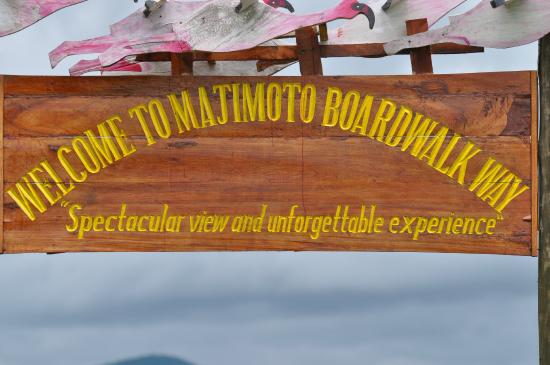 WELCOME TO MAJIMOTO BOARDWALK WAY
"Spectacular view and unforgettable experience"